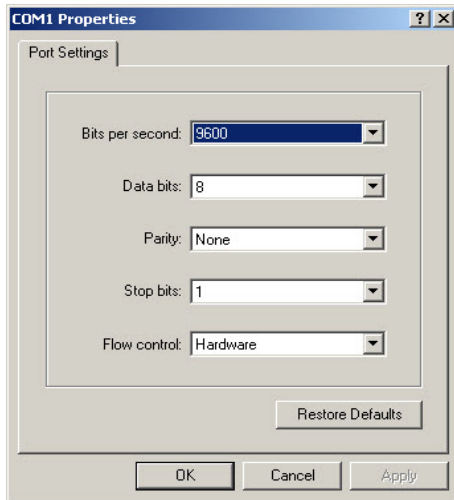 COM1 Properties
Port Settings
Bits per second: 9600
Data bits: 8
Parity: None
Stop bits: 1
Flow control: Hardware
Restore Defaults
OK Cancel Apply